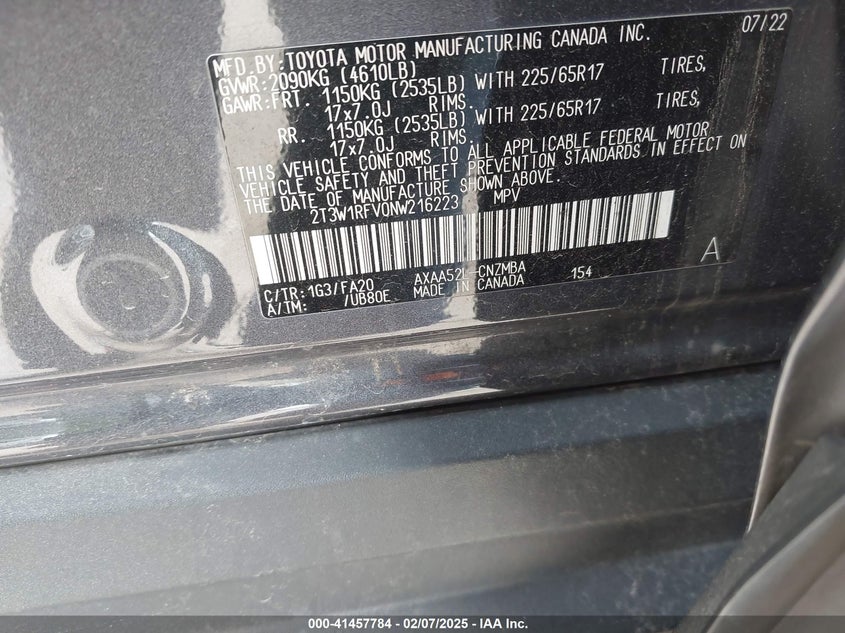 MFD.BY:TOYOTA MOTOR MANUFACTURING CANADA INC. 07/22
GVWR:2090KG (4610LB)
GAWR:FRT. 1150KG (2535LB) WITH 225/65R17 TIRES,
17x7.0J RIMS.
RR. 1150KG (2535LB) WITH 225/65R17 TIRES,
17x7.0J RIMS.
THIS VEHICLE CONFORMS TO ALL APPLICABLE FEDERAL MOTOR
VEHICLE SAFETY AND THEFT PREVENTION STANDARDS IN EFFECT ON
THE DATE OF MANUFACTURE SHOWN ABOVE.
2T3W1RFV0NW216223 MPV
C/TR:1G3/FA20 AXAA52L-CNZMBA 154 A
A/TM: /UB80E MADE IN CANADA
000-41457784 - 02/07/2025 - IAA Inc.